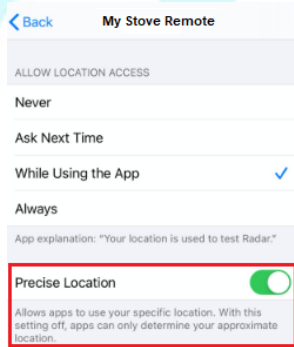 Back
My Stove Remote
ALLOW LOCATION ACCESS
Never
Ask Next Time
While Using the App
Always
App explanation: "Your location is used to test Radar."
Precise Location
Allows apps to use your specific location. With this
setting off, apps can only determine your approximate
location.